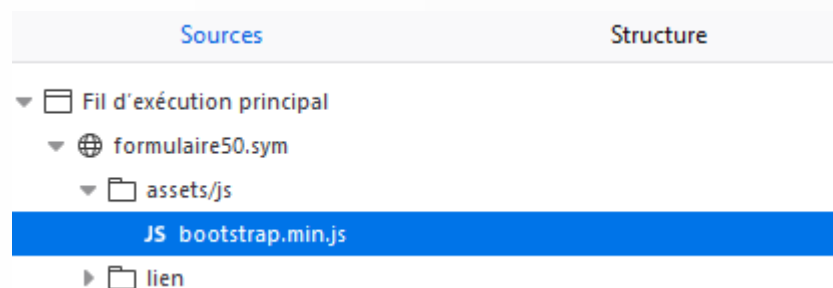 Sources Structure
Fil d'exécution principal
formulaire50.sym
assets/js
JS bootstrap.min.js
lien